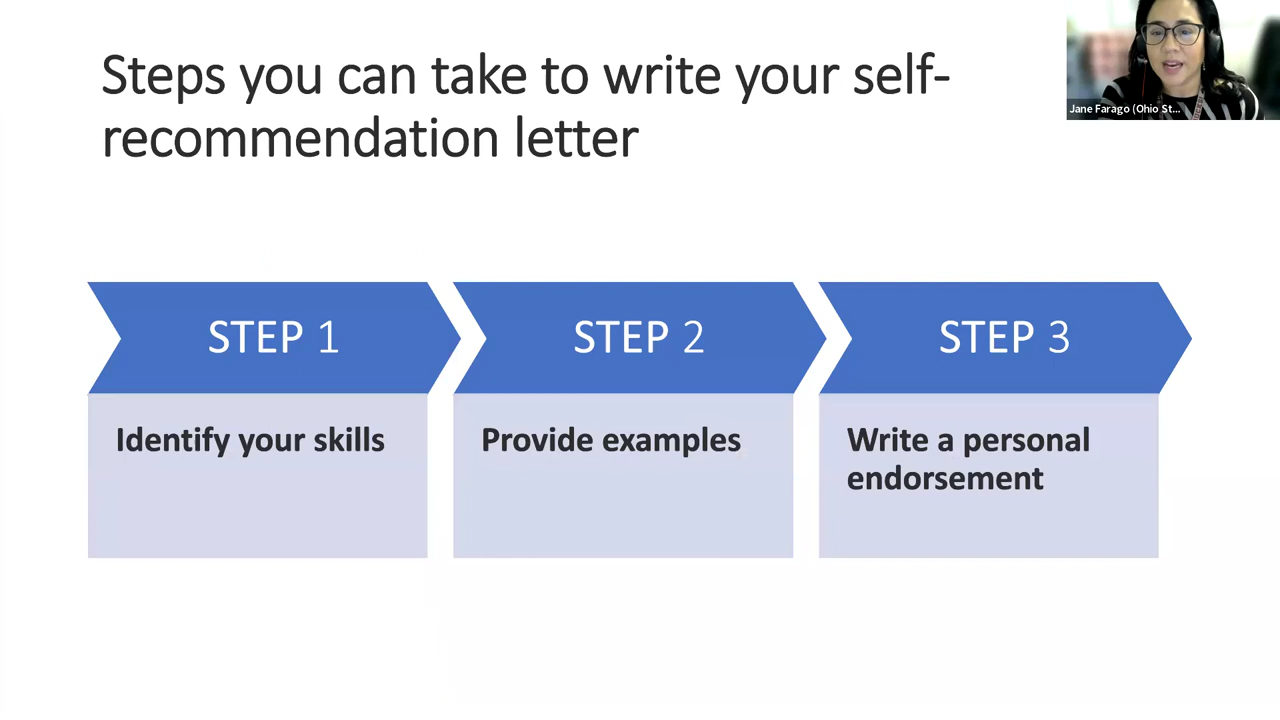 Steps you can take to write your self-
recommendation letter
Jane Farago (Ohio St...
STEP 1
STEP 2
STEP 3
Identify your skills
Provide examples
Write a personal
endorsement